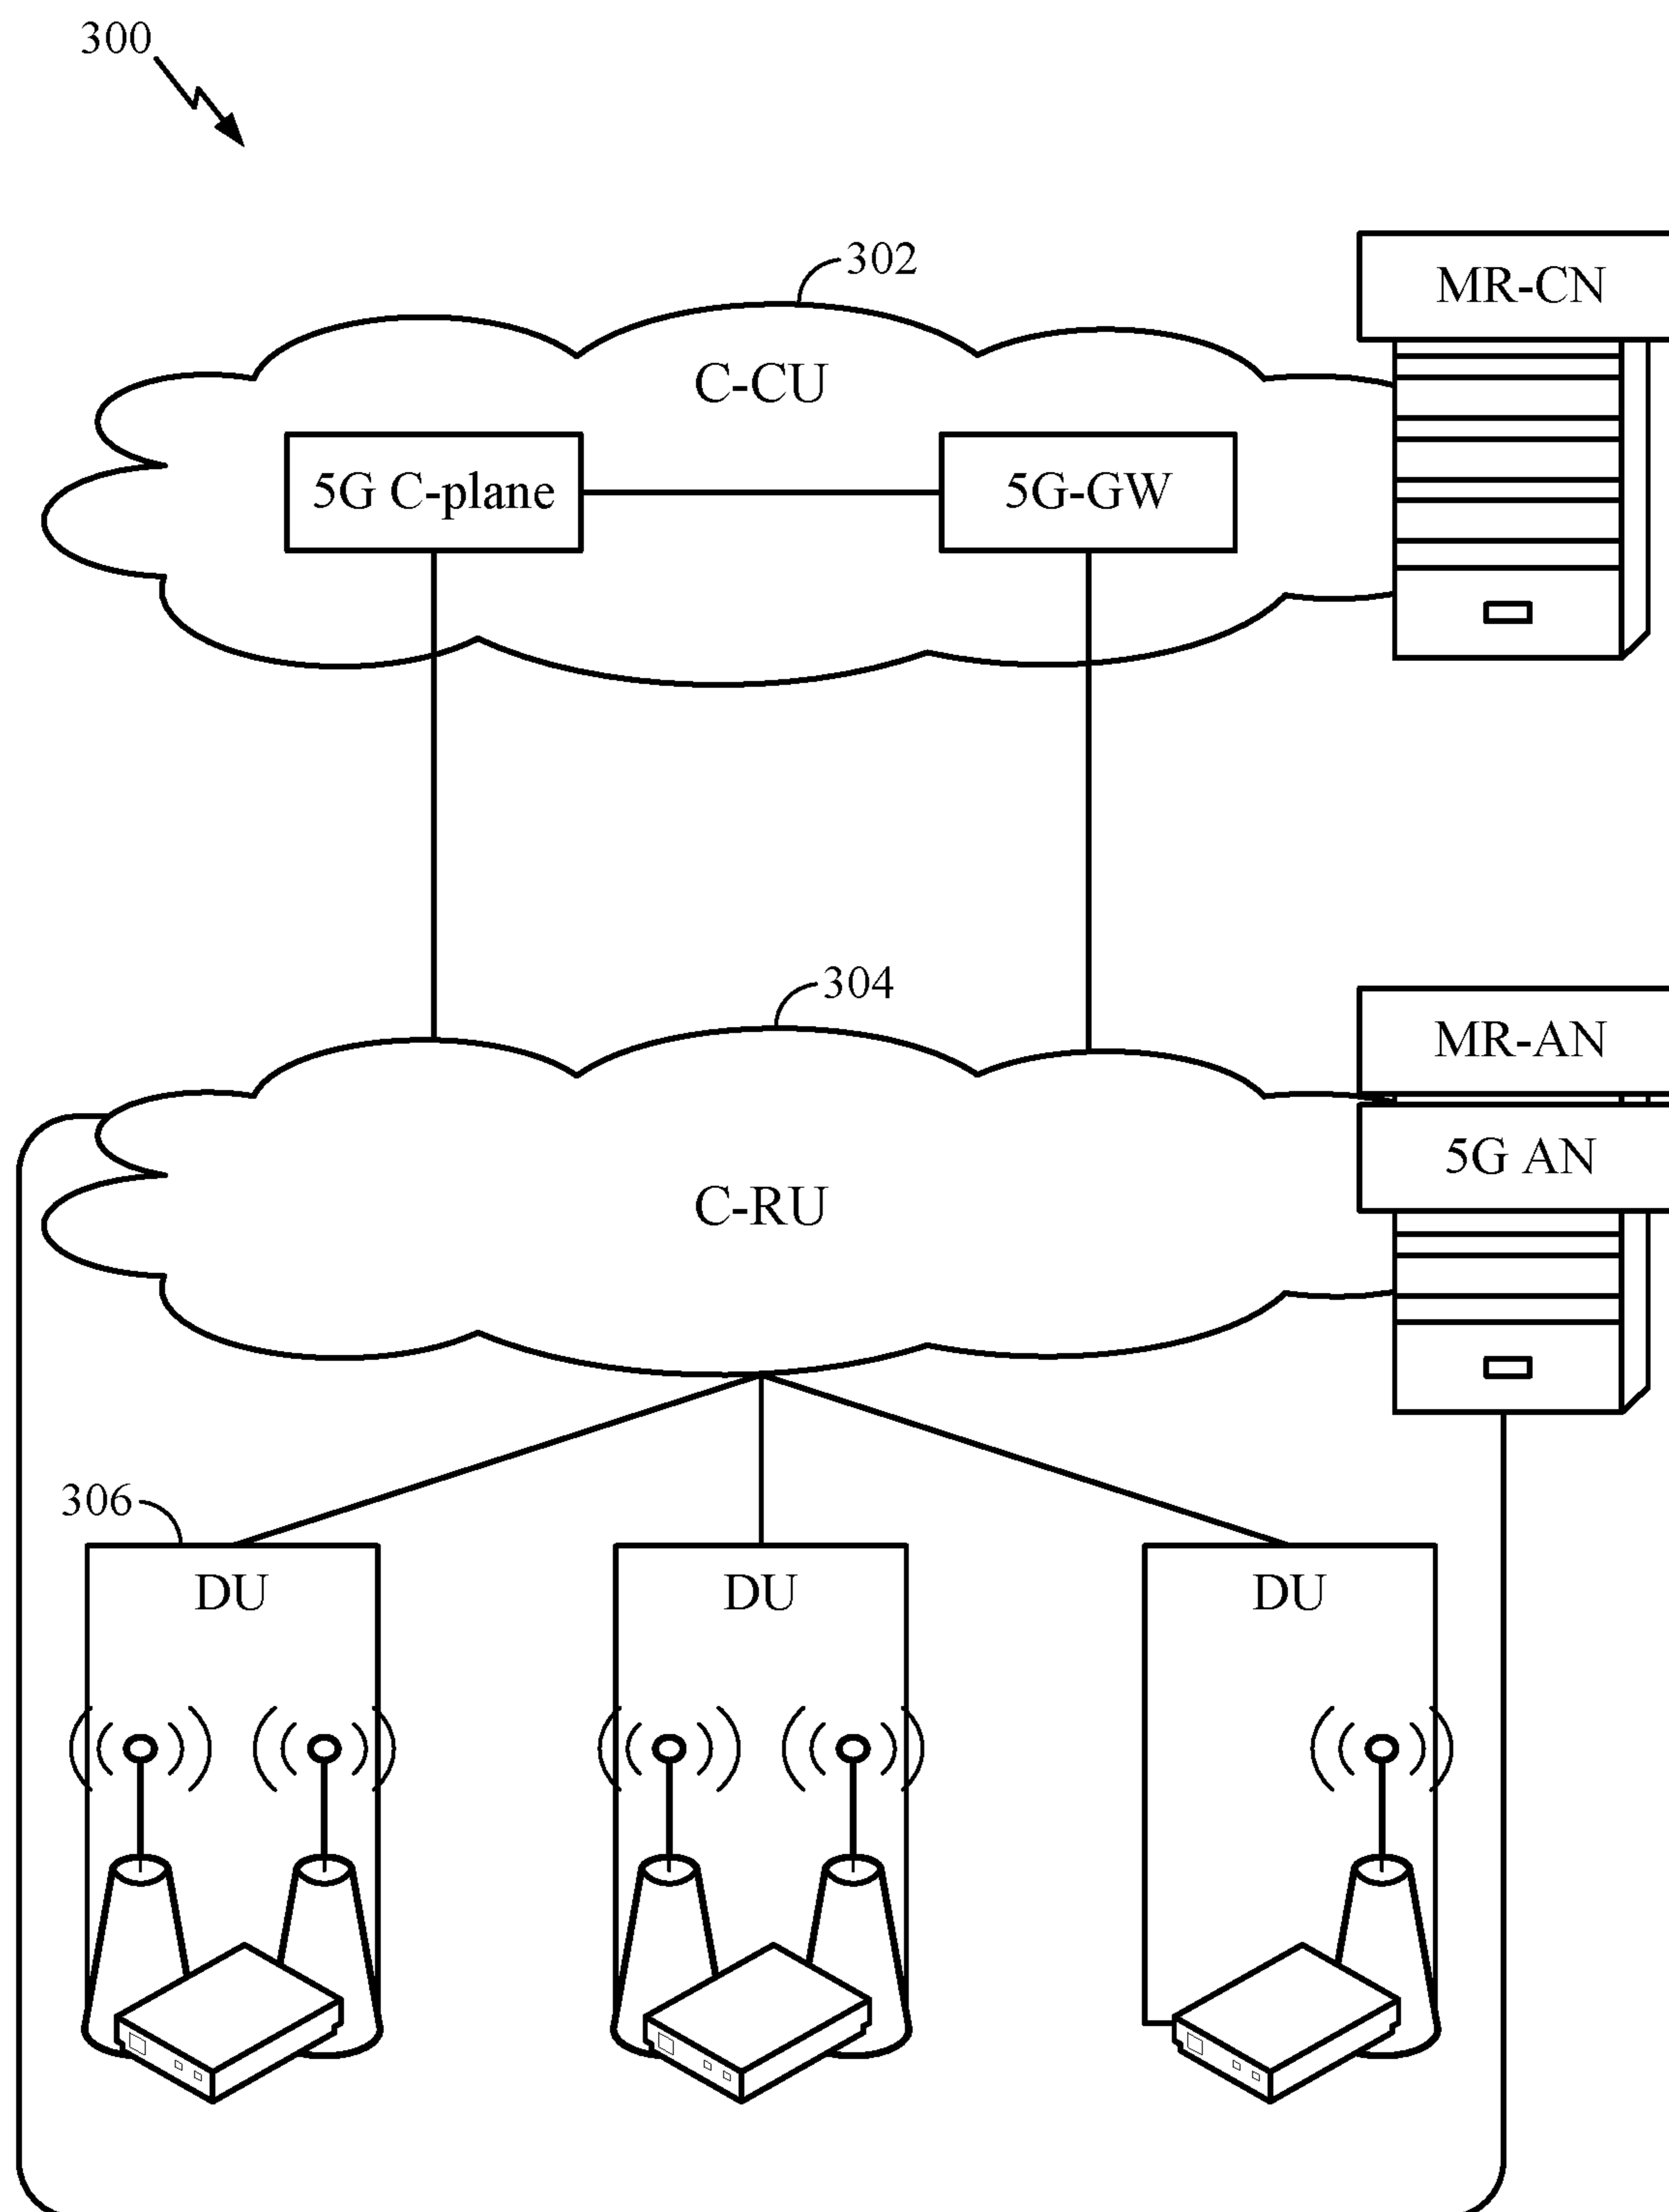 300
302
MR-CN
C-CU
5G C-plane
5G-GW
304
MR-AN
5G AN
C-RU
306
DU
DU
DU